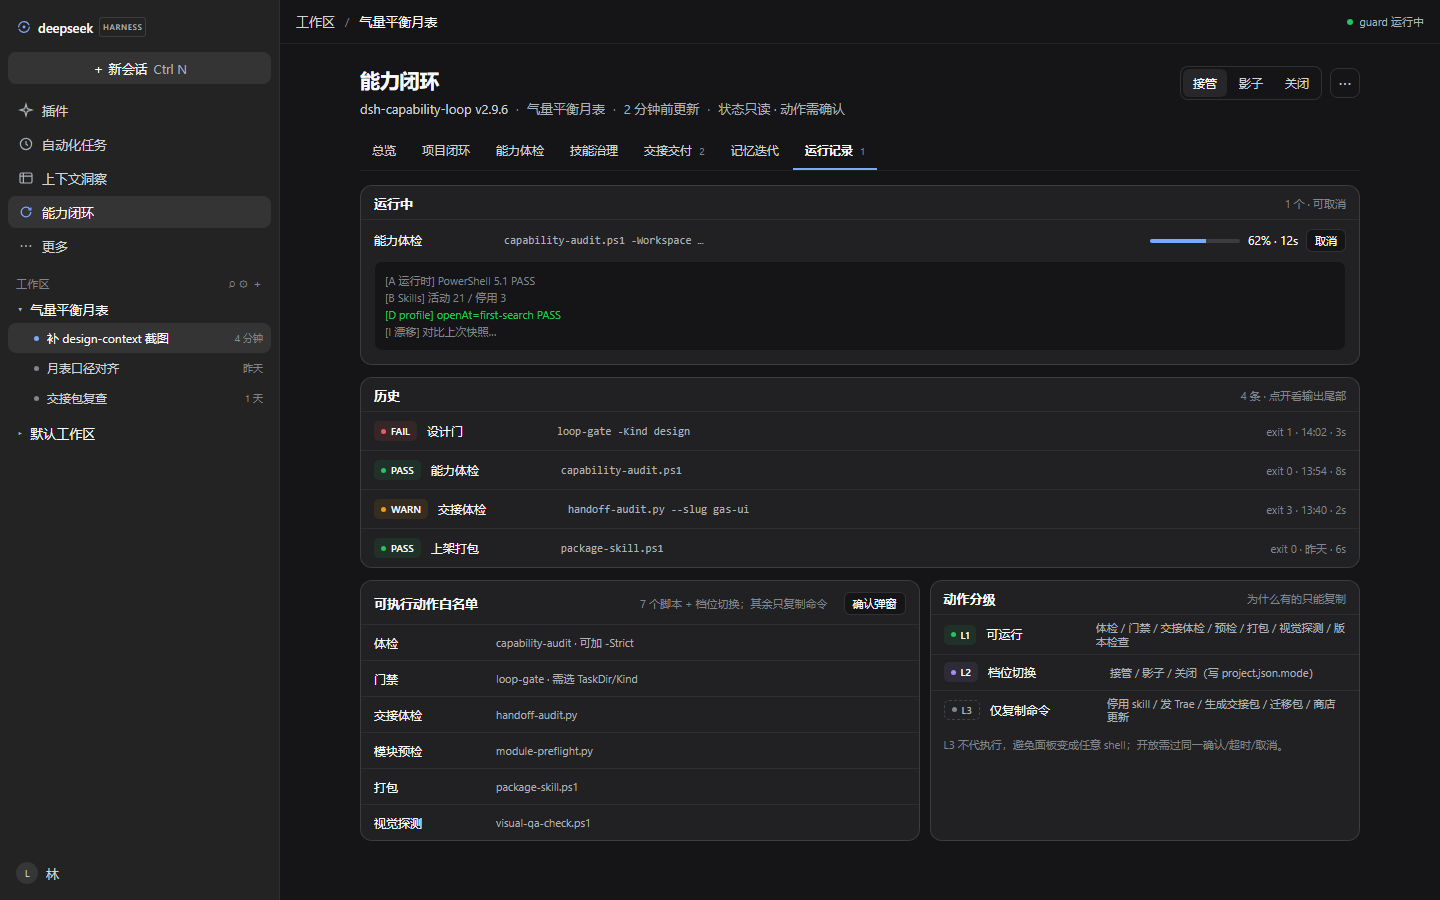 deepseek HARNESS
+ 新会话 Ctrl N
插件
自动化任务
上下文洞察
能力闭环
更多
工作区
气量平衡月表
补 design-context 截图 4 分钟
月表口径对齐 昨天
交接包复查 1 天
默认工作区
L 林
工作区 / 气量平衡月表
guard 运行中
能力闭环
接管 影子 关闭
dsh-capability-loop v2.9.6 · 气量平衡月表 · 2 分钟前更新 · 状态只读 · 动作需确认
总览 项目闭环 能力体检 技能治理 交接交付 2 记忆迭代 运行记录 1
运行中 1 个 · 可取消
能力体检 capability-audit.ps1 -Workspace … 62% · 12s 取消
[A 运行时] PowerShell 5.1 PASS
[B Skills] 活动 21 / 停用 3
[D profile] openAt=first-search PASS
[I 漂移] 对比上次快照…
历史 4 条 · 点开看输出尾部
FAIL 设计门 loop-gate -Kind design exit 1 · 14:02 · 3s
PASS 能力体检 capability-audit.ps1 exit 0 · 13:54 · 8s
WARN 交接体检 handoff-audit.py --slug gas-ui exit 3 · 13:40 · 2s
PASS 上架打包 package-skill.ps1 exit 0 · 昨天 · 6s
可执行动作白名单 7 个脚本 + 档位切换；其余只复制命令 确认弹窗
体检 capability-audit · 可加 -Strict
门禁 loop-gate · 需选 TaskDir/Kind
交接体检 handoff-audit.py
模块预检 module-preflight.py
打包 package-skill.ps1
视觉探测 visual-qa-check.ps1
动作分级 为什么有的只能复制
L1 可运行 体检 / 门禁 / 交接体检 / 预检 / 打包 / 视觉探测 / 版
本检查
L2 档位切换 接管 / 影子 / 关闭（写 project.json.mode）
L3 仅复制命令 停用 skill / 发 Trae / 生成交接包 / 迁移包 / 商店
更新
L3 不代执行，避免面板变成任意 shell；开放需过同一确认/超时/取消。